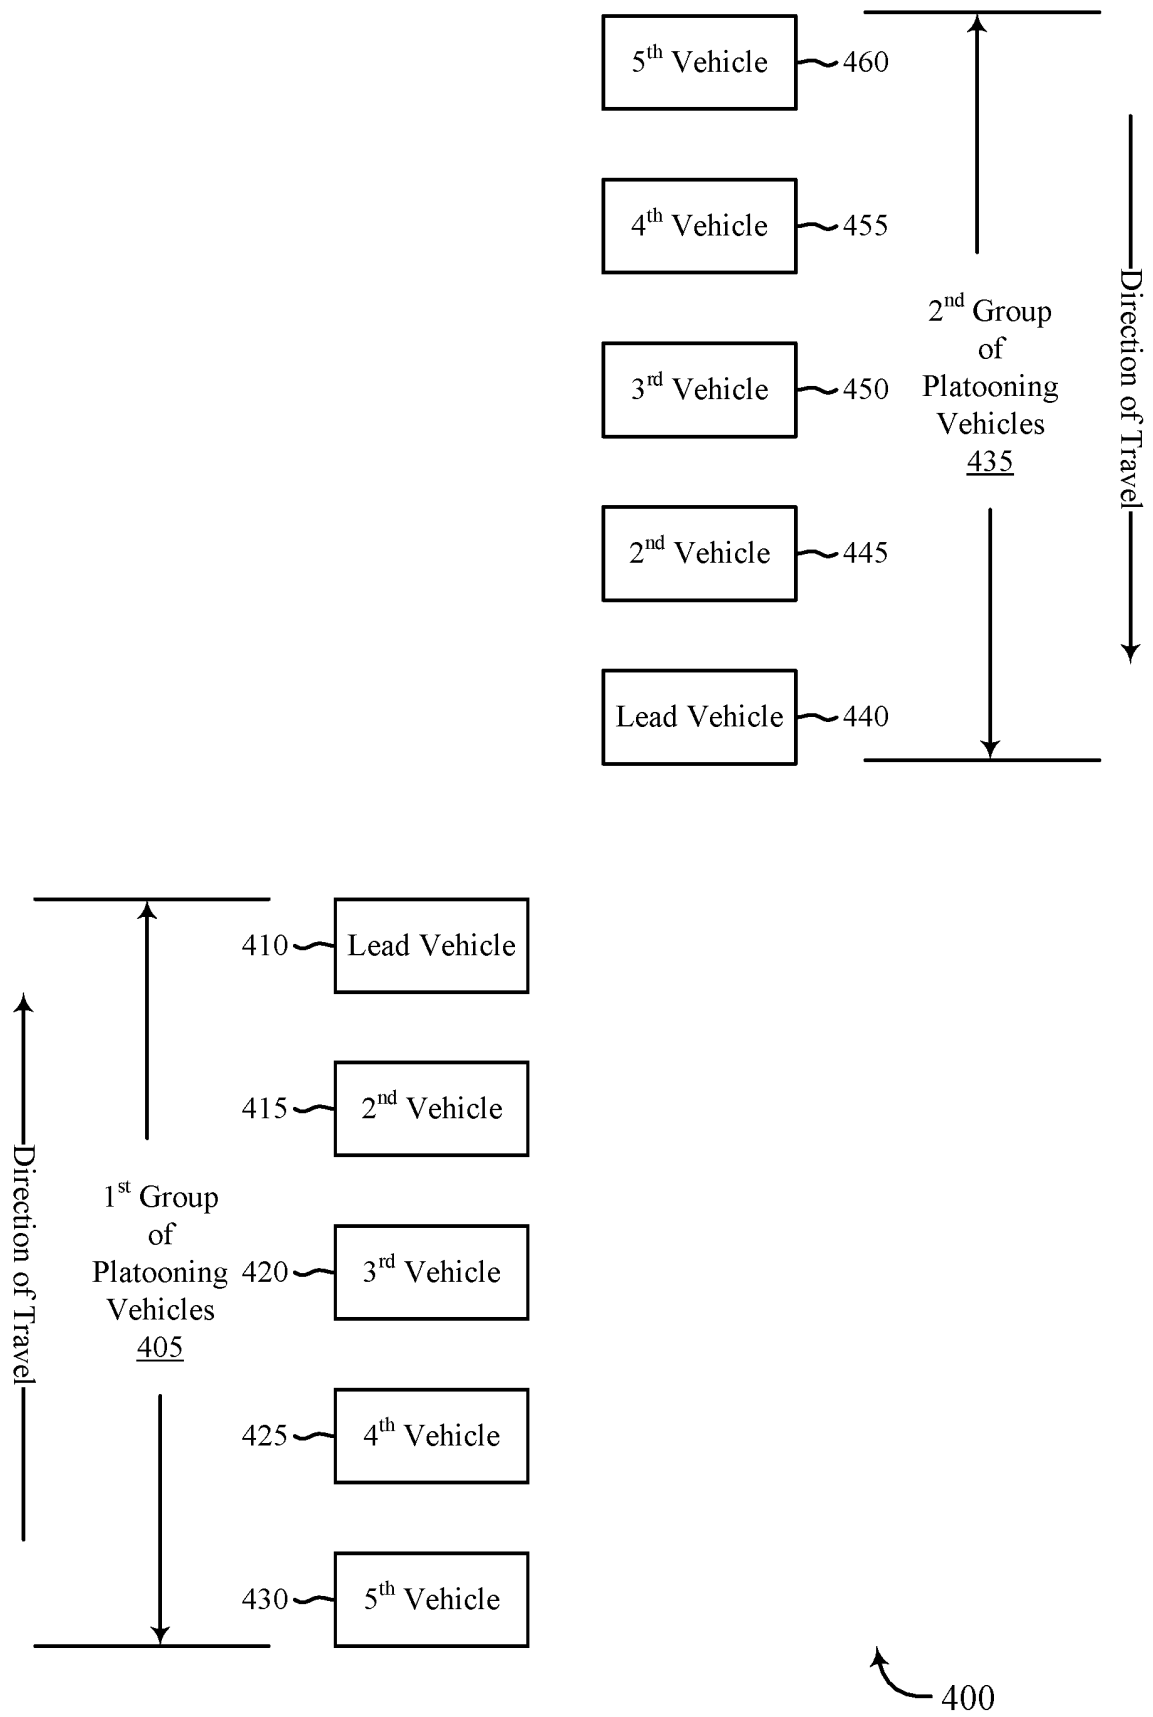 5th Vehicle 460
4th Vehicle 455
2nd Group
of
Platooning
Vehicles
435
Direction of Travel
3rd Vehicle 450
2nd Vehicle 445
Lead Vehicle 440
410 Lead Vehicle
415 2nd Vehicle
Direction of Travel
1st Group
of
Platooning
Vehicles
405
420 3rd Vehicle
425 4th Vehicle
430 5th Vehicle
400